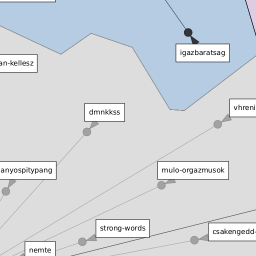 igazbaratsag
an-kellesz
dmnkkss
vhreni
anyospitypang
mulo-orgazmusok
strong-words
csakengedd-
nemte